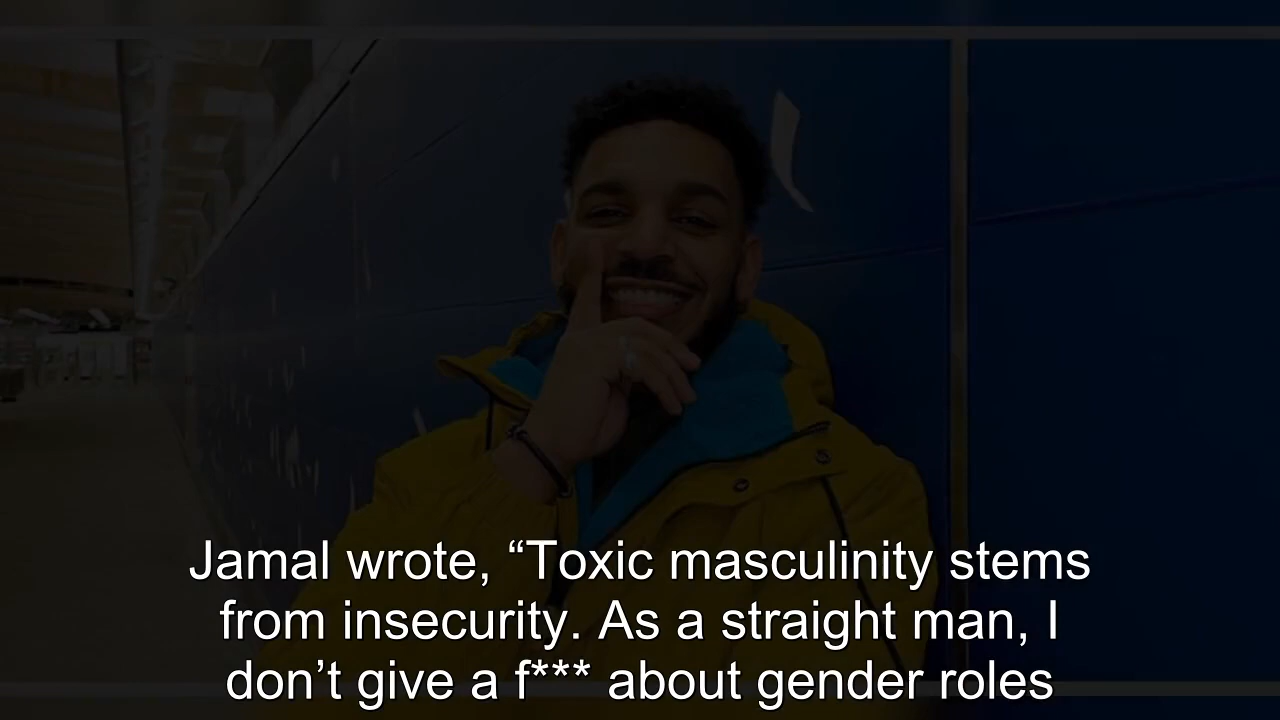 Jamal wrote, “Toxic masculinity stems
from insecurity. As a straight man, I
don’t give a f*** about gender roles